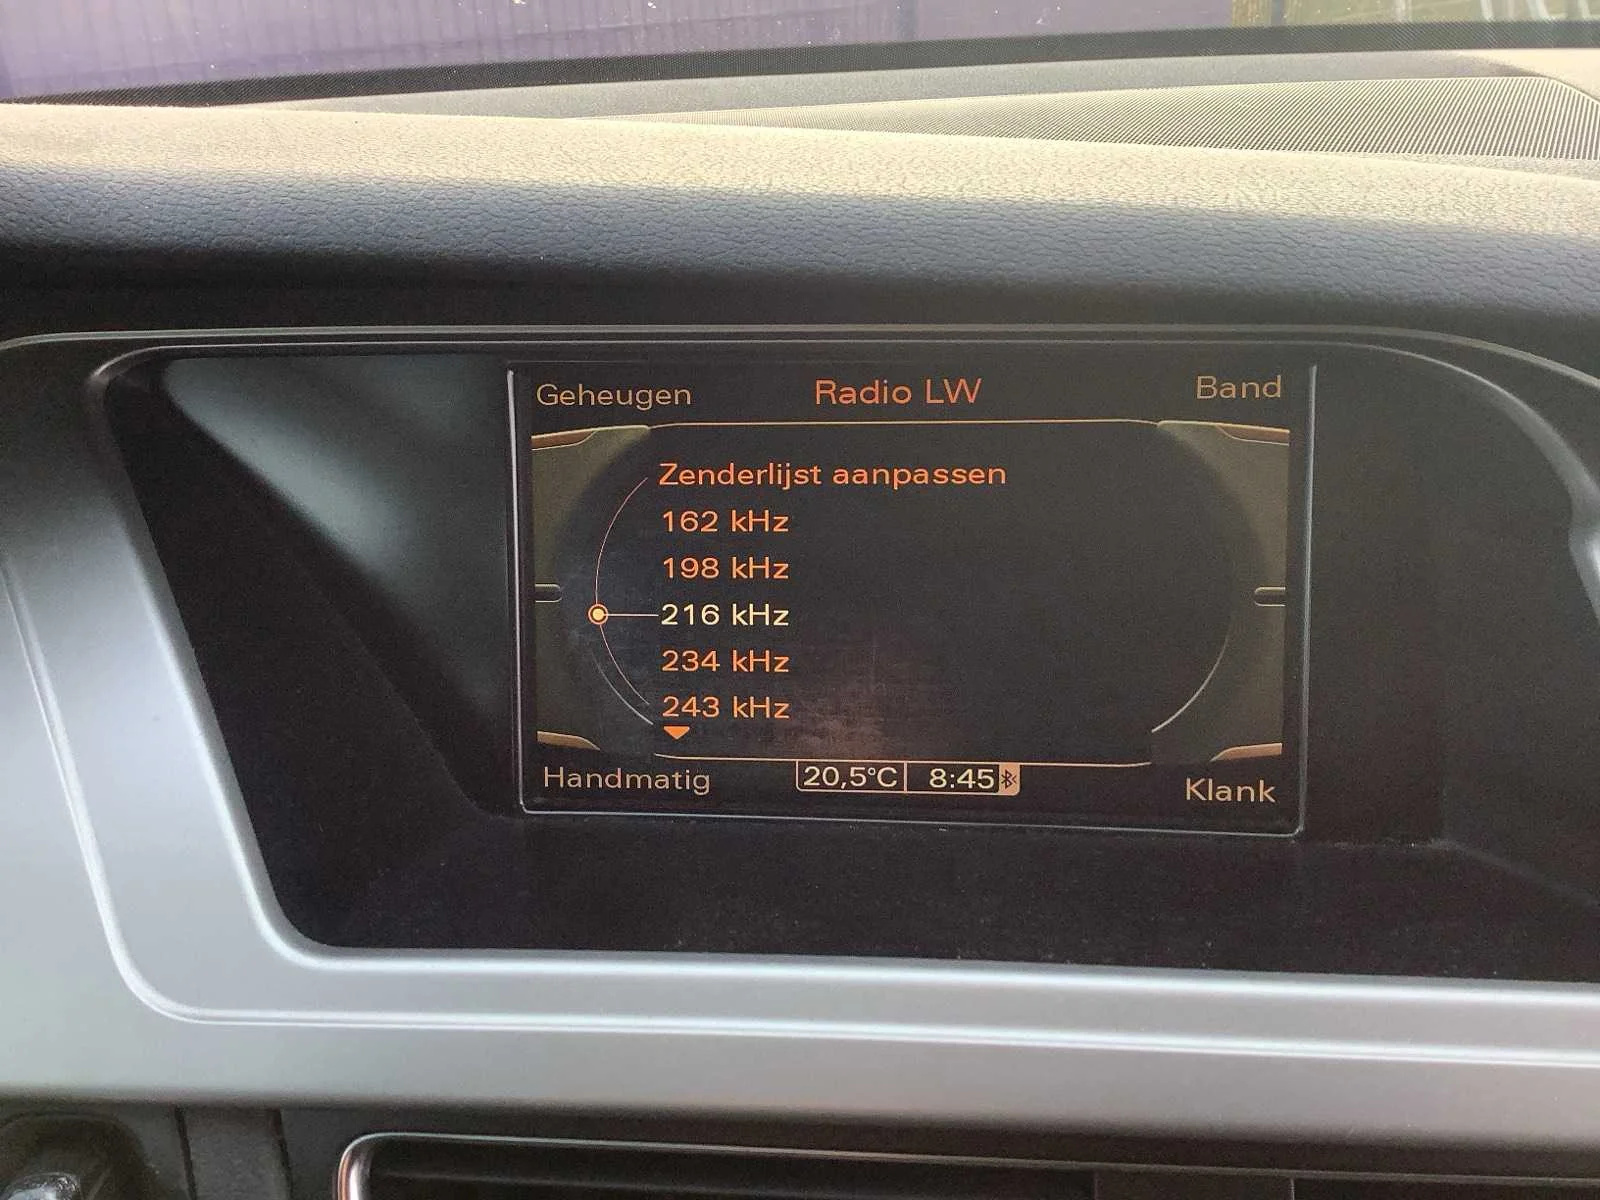 Geheugen Radio LW Band
Zenderlijst aanpassen
162 kHz
198 kHz
216 kHz
234 kHz
243 kHz
Handmatig 20,5°C 8:45 Klank